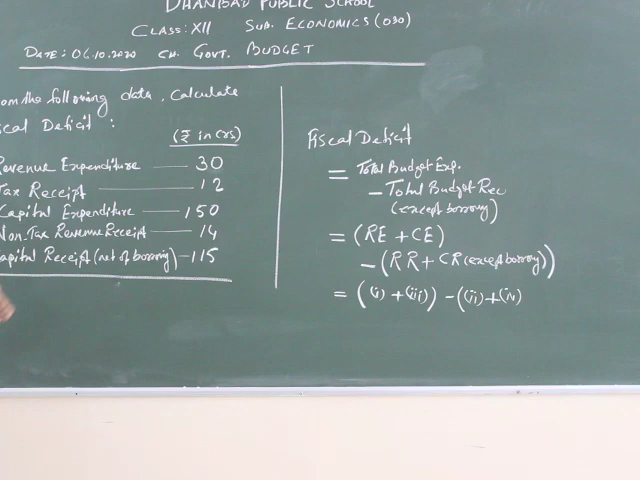 DHANBAD PUBLIC SCHOOL
CLASS: XII SUB. ECONOMICS (030)
DATE: 06.10.2020 CH. GOVT. BUDGET
om the following data, Calculate
scal Deficit :
(₹ in crs)
Revenue Expenditure — 30
Tax Receipt — 12
Capital Expenditure — 150
Non-Tax Revenue Receipt — 14
apital Receipt (net of borrowing) — 115
Fiscal Deficit
= Total Budget Exp.
- Total Budget Rec
(except borrowing)
= (RE + CE)
- (RR + CR (except borrowing))
= ((i) + (iii)) - ((ii) + (iv)